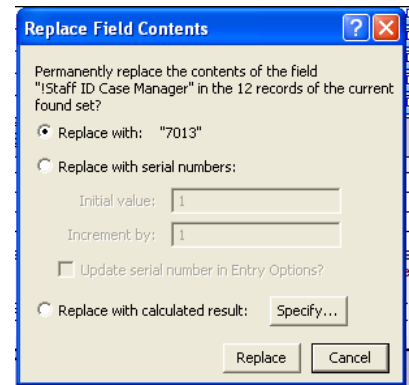 Replace Field Contents
Permanently replace the contents of the field
"!Staff ID Case Manager" in the 12 records of the current
found set?
Replace with: "7013"
Replace with serial numbers:
Initial value: 1
Increment by: 1
Update serial number in Entry Options?
Replace with calculated result: Specify...
Replace Cancel